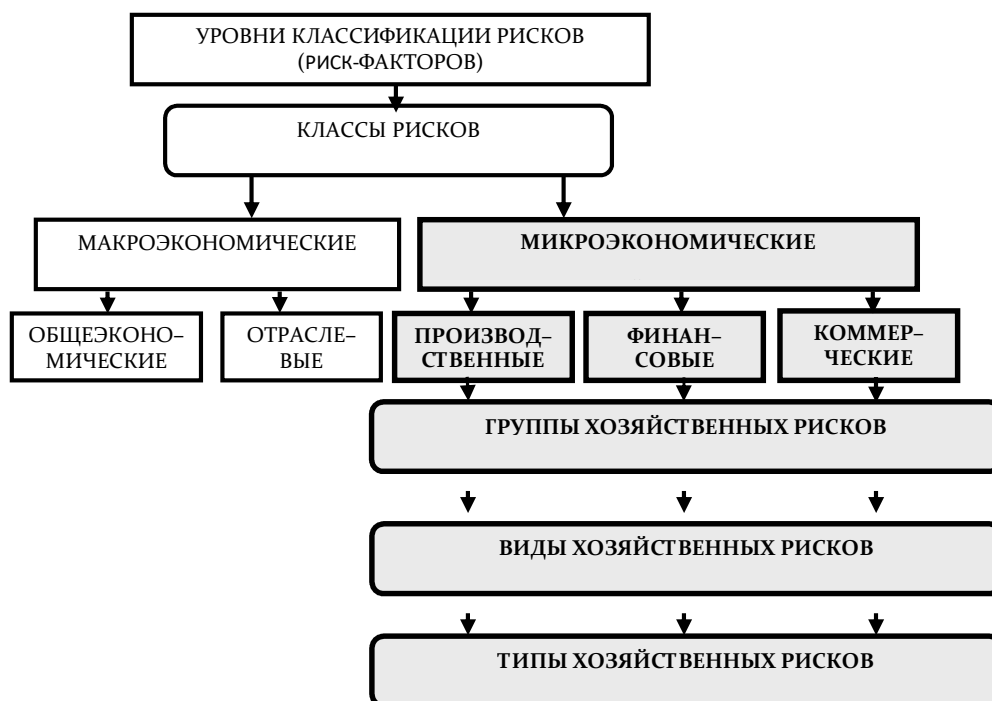 УРОВНИ КЛАССИФИКАЦИИ РИСКОВ
(РИСК-ФАКТОРОВ)
КЛАССЫ РИСКОВ
МАКРОЭКОНОМИЧЕСКИЕ
МИКРОЭКОНОМИЧЕСКИЕ
ОБЩЕЭКОНО–
МИЧЕСКИЕ
ОТРАСЛЕ–
ВЫЕ
ПРОИЗВОД–
СТВЕННЫЕ
ФИНАН–
СОВЫЕ
КОММЕР–
ЧЕСКИЕ
ГРУППЫ ХОЗЯЙСТВЕННЫХ РИСКОВ
ВИДЫ ХОЗЯЙСТВЕННЫХ РИСКОВ
ТИПЫ ХОЗЯЙСТВЕННЫХ РИСКОВ